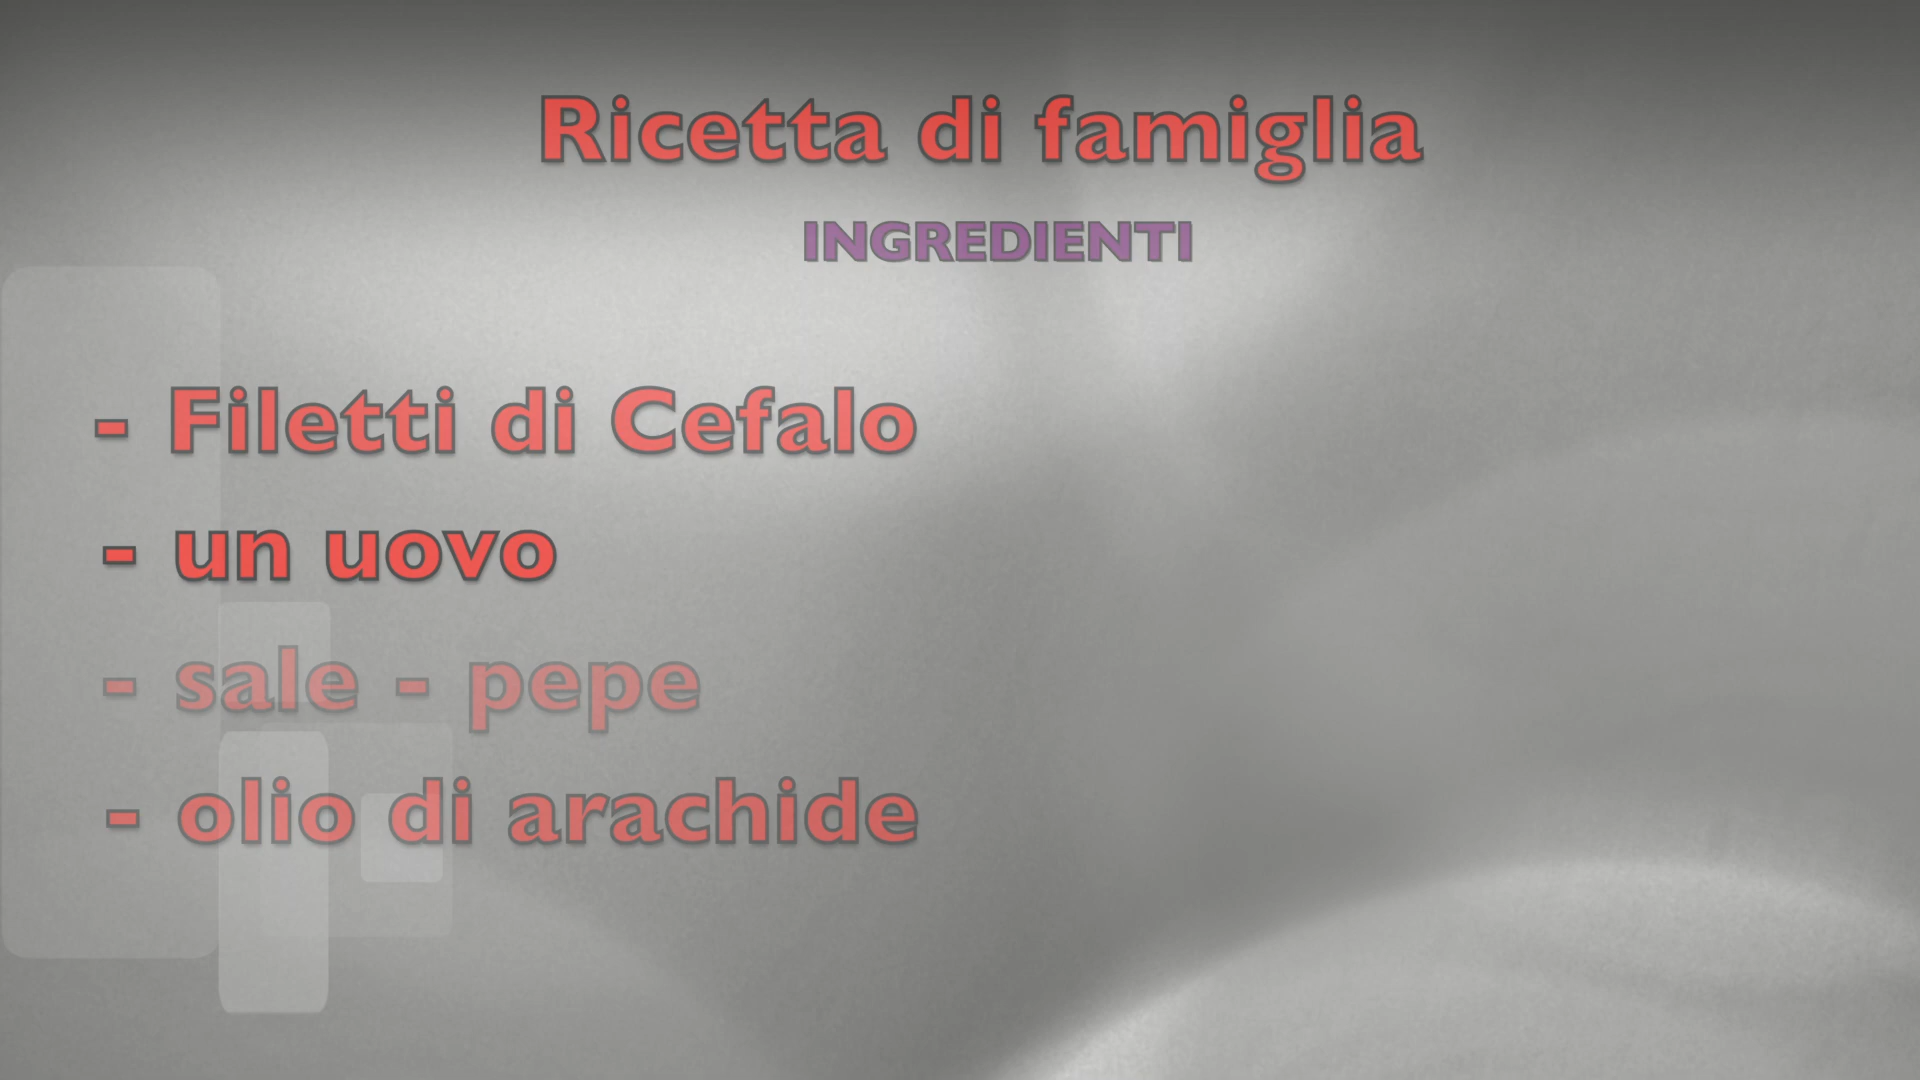 Ricetta di famiglia
INGREDIENTI
- Filetti di Cefalo
- un uovo
- sale - pepe
- olio di arachide